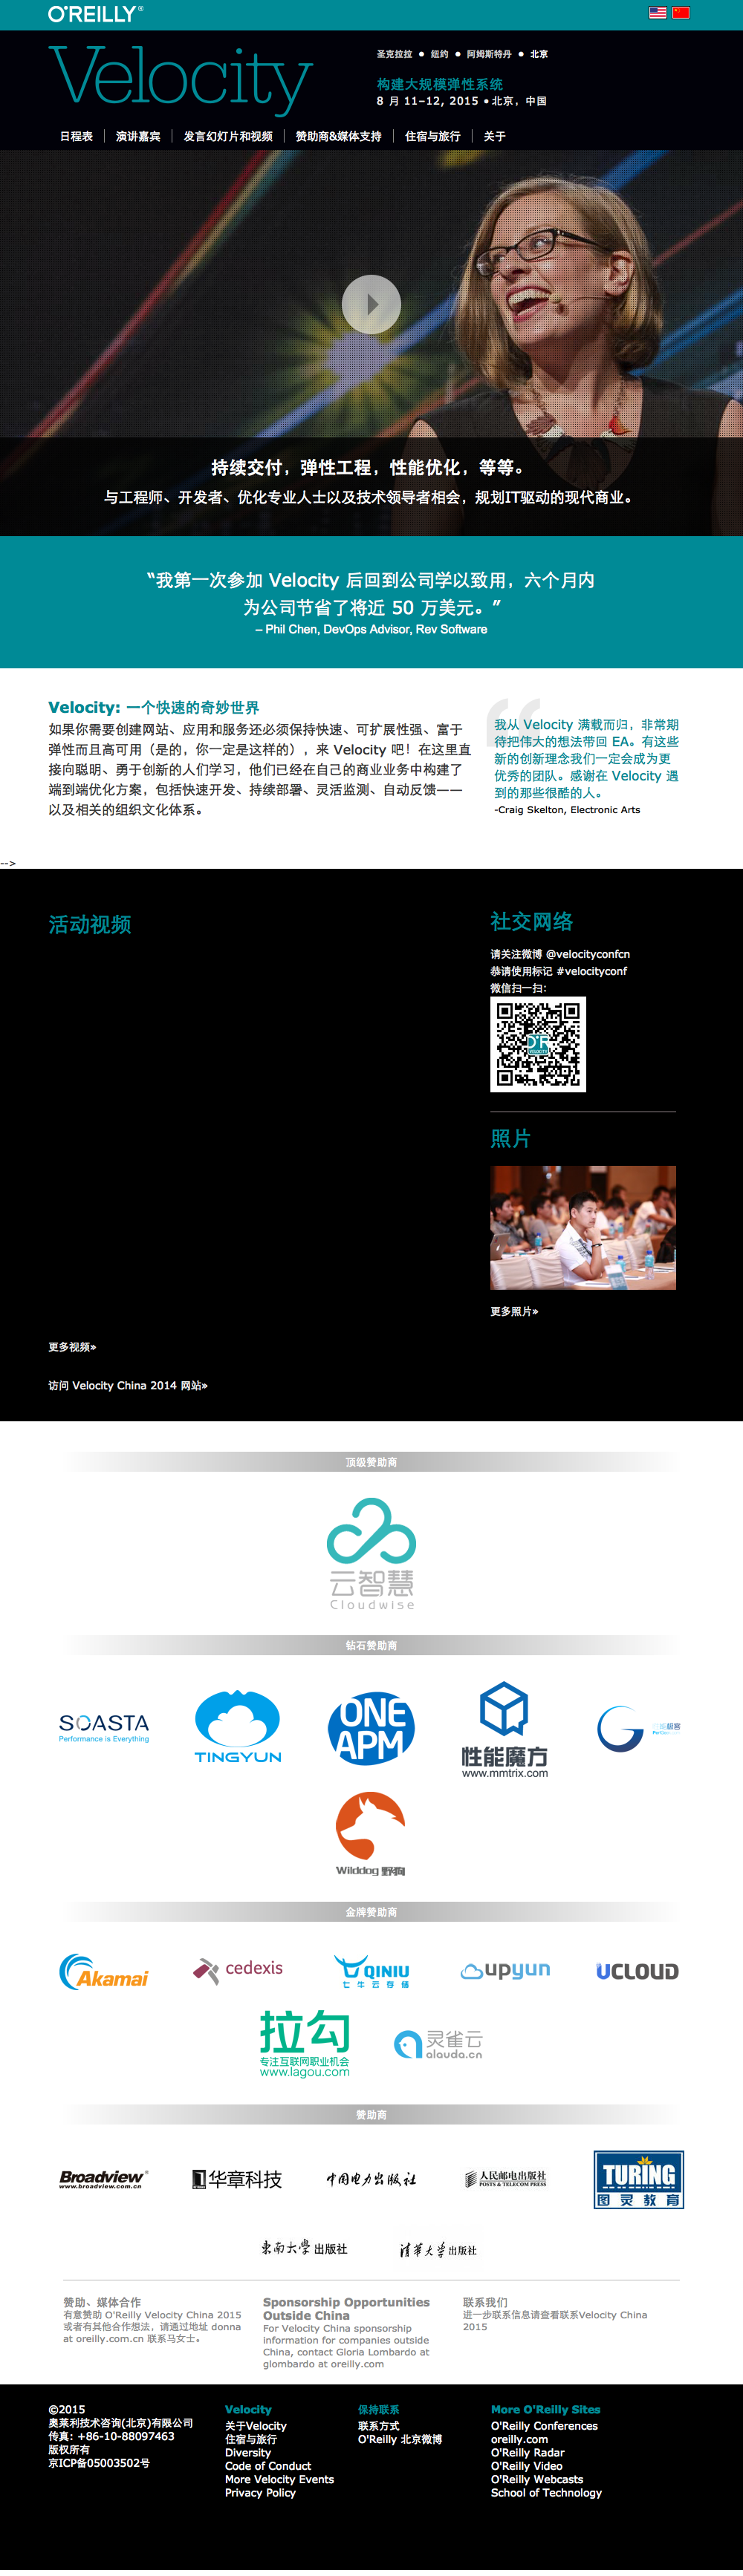 O'REILLY®
Velocity
圣克拉拉 ● 纽约 ● 阿姆斯特丹 ● 北京
构建大规模弹性系统
8 月 11–12, 2015 • 北京，中国
日程表 演讲嘉宾 发言幻灯片和视频 赞助商&媒体支持 住宿与旅行 关于
持续交付，弹性工程，性能优化，等等。
与工程师、开发者、优化专业人士以及技术领导者相会，规划IT驱动的现代商业。
“我第一次参加 Velocity 后回到公司学以致用，六个月内
为公司节省了将近 50 万美元。”
– Phil Chen, DevOps Advisor, Rev Software
Velocity: 一个快速的奇妙世界
如果你需要创建网站、应用和服务还必须保持快速、可扩展性强、富于
弹性而且高可用（是的，你一定是这样的），来 Velocity 吧！在这里直
接向聪明、勇于创新的人们学习，他们已经在自己的商业业务中构建了
端到端优化方案，包括快速开发、持续部署、灵活监测、自动反馈——
以及相关的组织文化体系。
“
我从 Velocity 满载而归，非常期
待把伟大的想法带回 EA。有这些
新的创新理念我们一定会成为更
优秀的团队。感谢在 Velocity 遇
到的那些很酷的人。
-Craig Skelton, Electronic Arts
-->
活动视频
更多视频»
访问 Velocity China 2014 网站»
社交网络
请关注微博 @velocityconfcn
恭请使用标记 #velocityconf
微信扫一扫：
O'R
VELOCITY
照片
更多照片»
顶级赞助商
云智慧
Cloudwise
钻石赞助商
SOASTA
Performance is Everything
TINGYUN
ONE
APM
性能魔方
www.mmtrix.com
超客
Wilddog 野狗
金牌赞助商
Akamai
cedexis
QINIU
七牛云存储
upyun
UCLOUD
拉勾
专注互联网职业机会
www.lagou.com
灵雀云
alauda.cn
赞助商
Broadview®
www.broadview.com.cn
华章科技
中国电力出版社
人民邮电出版社
POSTS & TELECOM PRESS
TURING
图灵教育
东南大学出版社
清华大学出版社
赞助、媒体合作
有意赞助 O'Reilly Velocity China 2015
或者有其他合作想法，请通过地址 donna
at oreilly.com.cn 联系马女士。
Sponsorship Opportunities
Outside China
For Velocity China sponsorship
information for companies outside
China, contact Gloria Lombardo at
glombardo at oreilly.com
联系我们
进一步联系信息请查看联系Velocity China
2015
©2015
奥莱利技术咨询(北京)有限公司
传真: +86-10-88097463
版权所有
京ICP备05003502号
Velocity
关于Velocity
住宿与旅行
Diversity
Code of Conduct
More Velocity Events
Privacy Policy
保持联系
联系方式
O'Reilly 北京微博
More O'Reilly Sites
O'Reilly Conferences
oreilly.com
O'Reilly Radar
O'Reilly Video
O'Reilly Webcasts
School of Technology